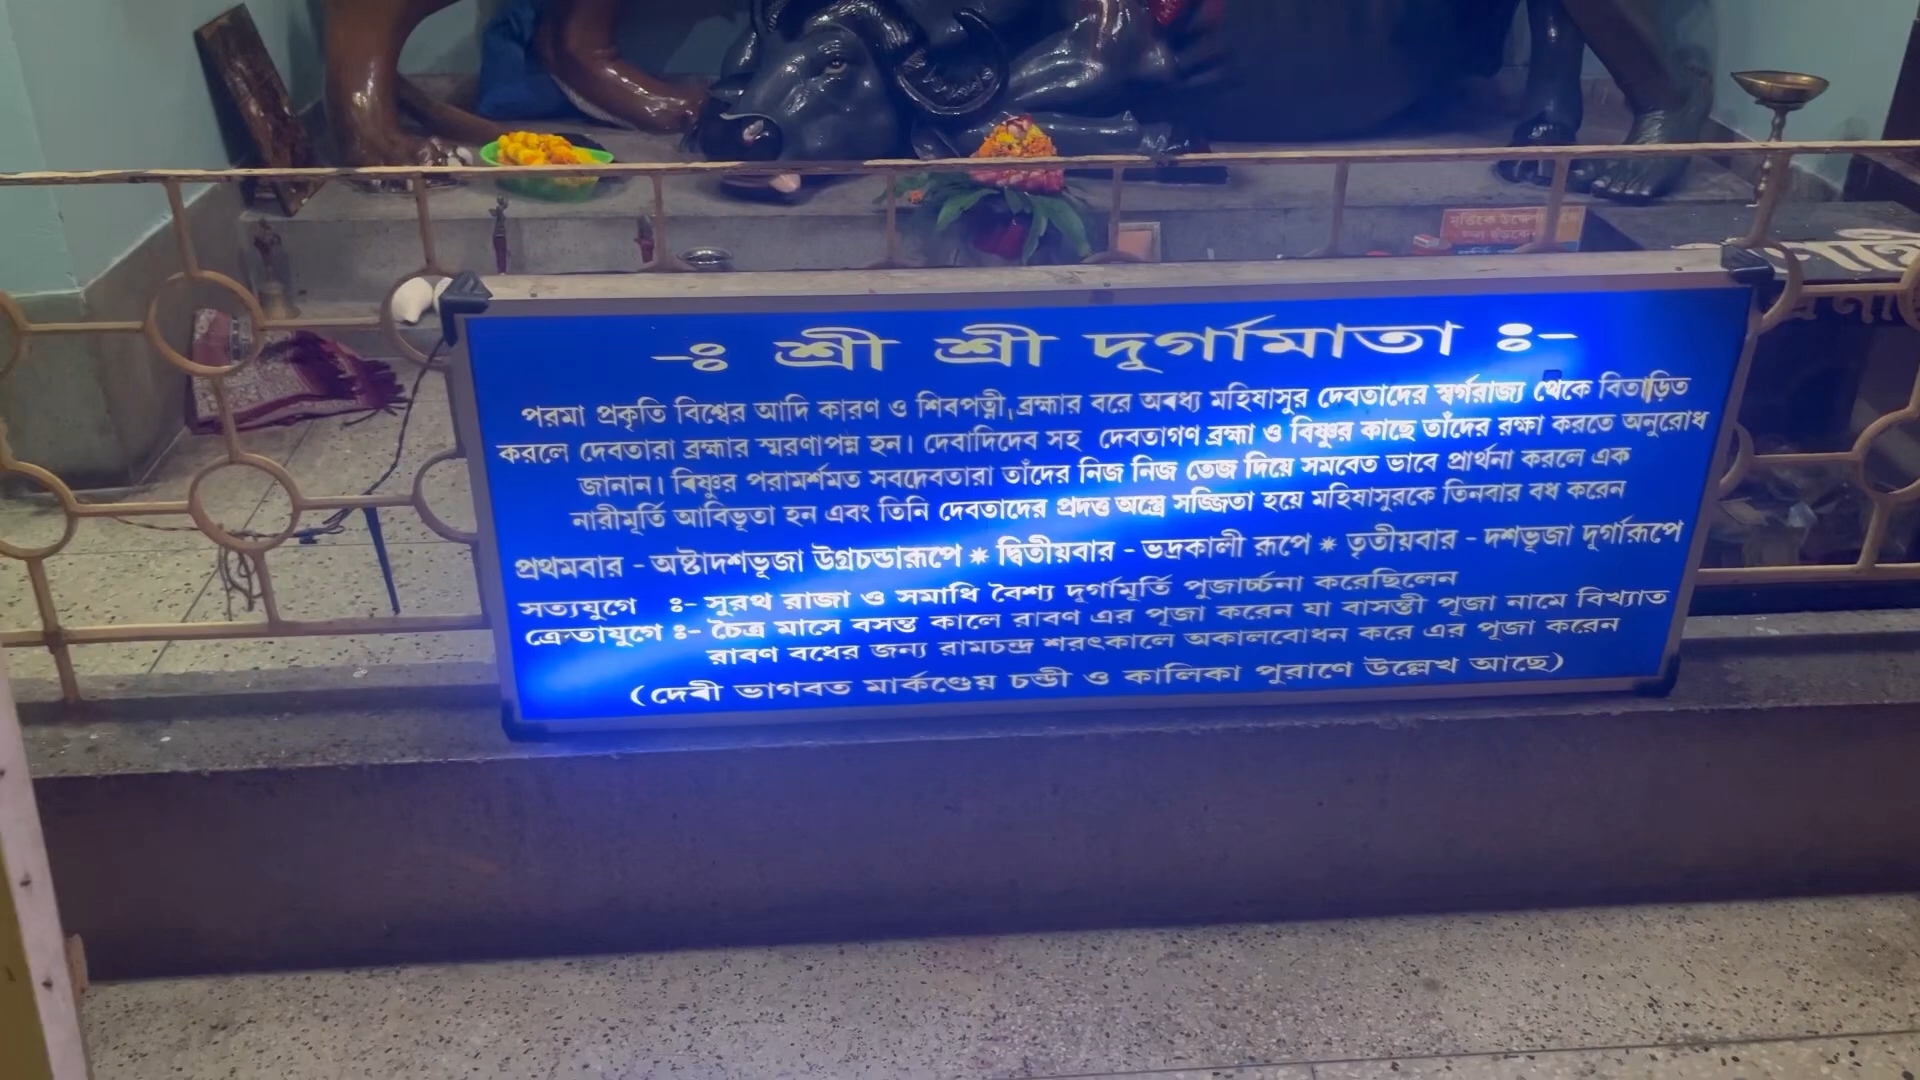 -ঃ শ্রী শ্রী দূর্গামাতা ঃ-
পরমা প্রকৃতি বিশ্বের আদি কারণ ও শিবপত্নী, ব্রহ্মার বরে অবধ্য মহিষাসুর দেবতাদের স্বর্গরাজ্য থেকে বিতাড়িত
করলে দেবতারা ব্রহ্মার স্মরণাপন্ন হন। দেবাদিদেব সহ দেবতাগণ ব্রহ্মা ও বিষ্ণুর কাছে তাঁদের রক্ষা করতে অনুরোধ
জানান। বিষ্ণুর পরামর্শমত সবদেবতারা তাঁদের নিজ নিজ তেজ দিয়ে সমবেত ভাবে প্রার্থনা করলে এক
নারীমূর্তি আবিভূতা হন এবং তিনি দেবতাদের প্রদত্ত অস্ত্রে সজ্জিতা হয়ে মহিষাসুরকে তিনবার বধ করেন
প্রথমবার - অষ্টাদশভূজা উগ্রচন্ডারূপে * দ্বিতীয়বার - ভদ্রকালী রূপে * তৃতীয়বার - দশভূজা দূর্গারূপে
সত্যযুগে ঃ- সুরথ রাজা ও সমাধি বৈশ্য দূর্গামূর্তি পূজার্চ্চনা করেছিলেন
ত্রেতাযুগে ঃ- চৈত্র মাসে বসন্ত কালে রাবণ এর পূজা করেন যা বাসন্তী পূজা নামে বিখ্যাত
রাবণ বধের জন্য রামচন্দ্র শরৎকালে অকালবোধন করে এর পূজা করেন
(দেবী ভাগবত মার্কণ্ডেয় চন্ডী ও কালিকা পুরাণে উল্লেখ আছে)